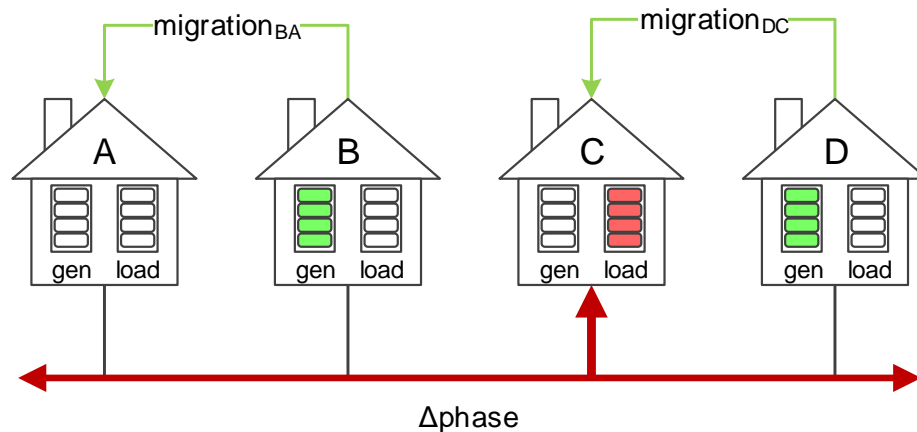 migrationBA
migrationDC
A
B
C
D
gen load
gen load
gen load
gen load
Δphase